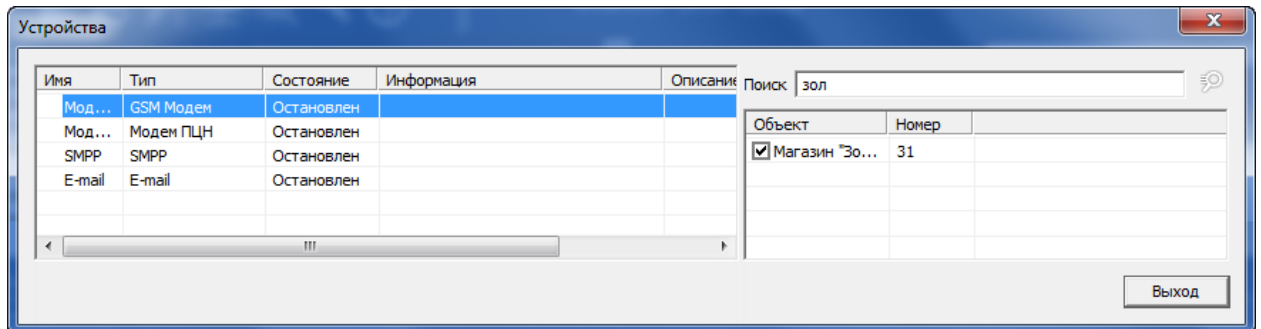 Устройства
Имя Тип Состояние Информация Описание
Мод... GSM Модем Остановлен
Мод... Модем ПЦН Остановлен
SMPP SMPP Остановлен
E-mail E-mail Остановлен
Поиск зол
Объект Номер
Магазин "Зо... 31
Выход